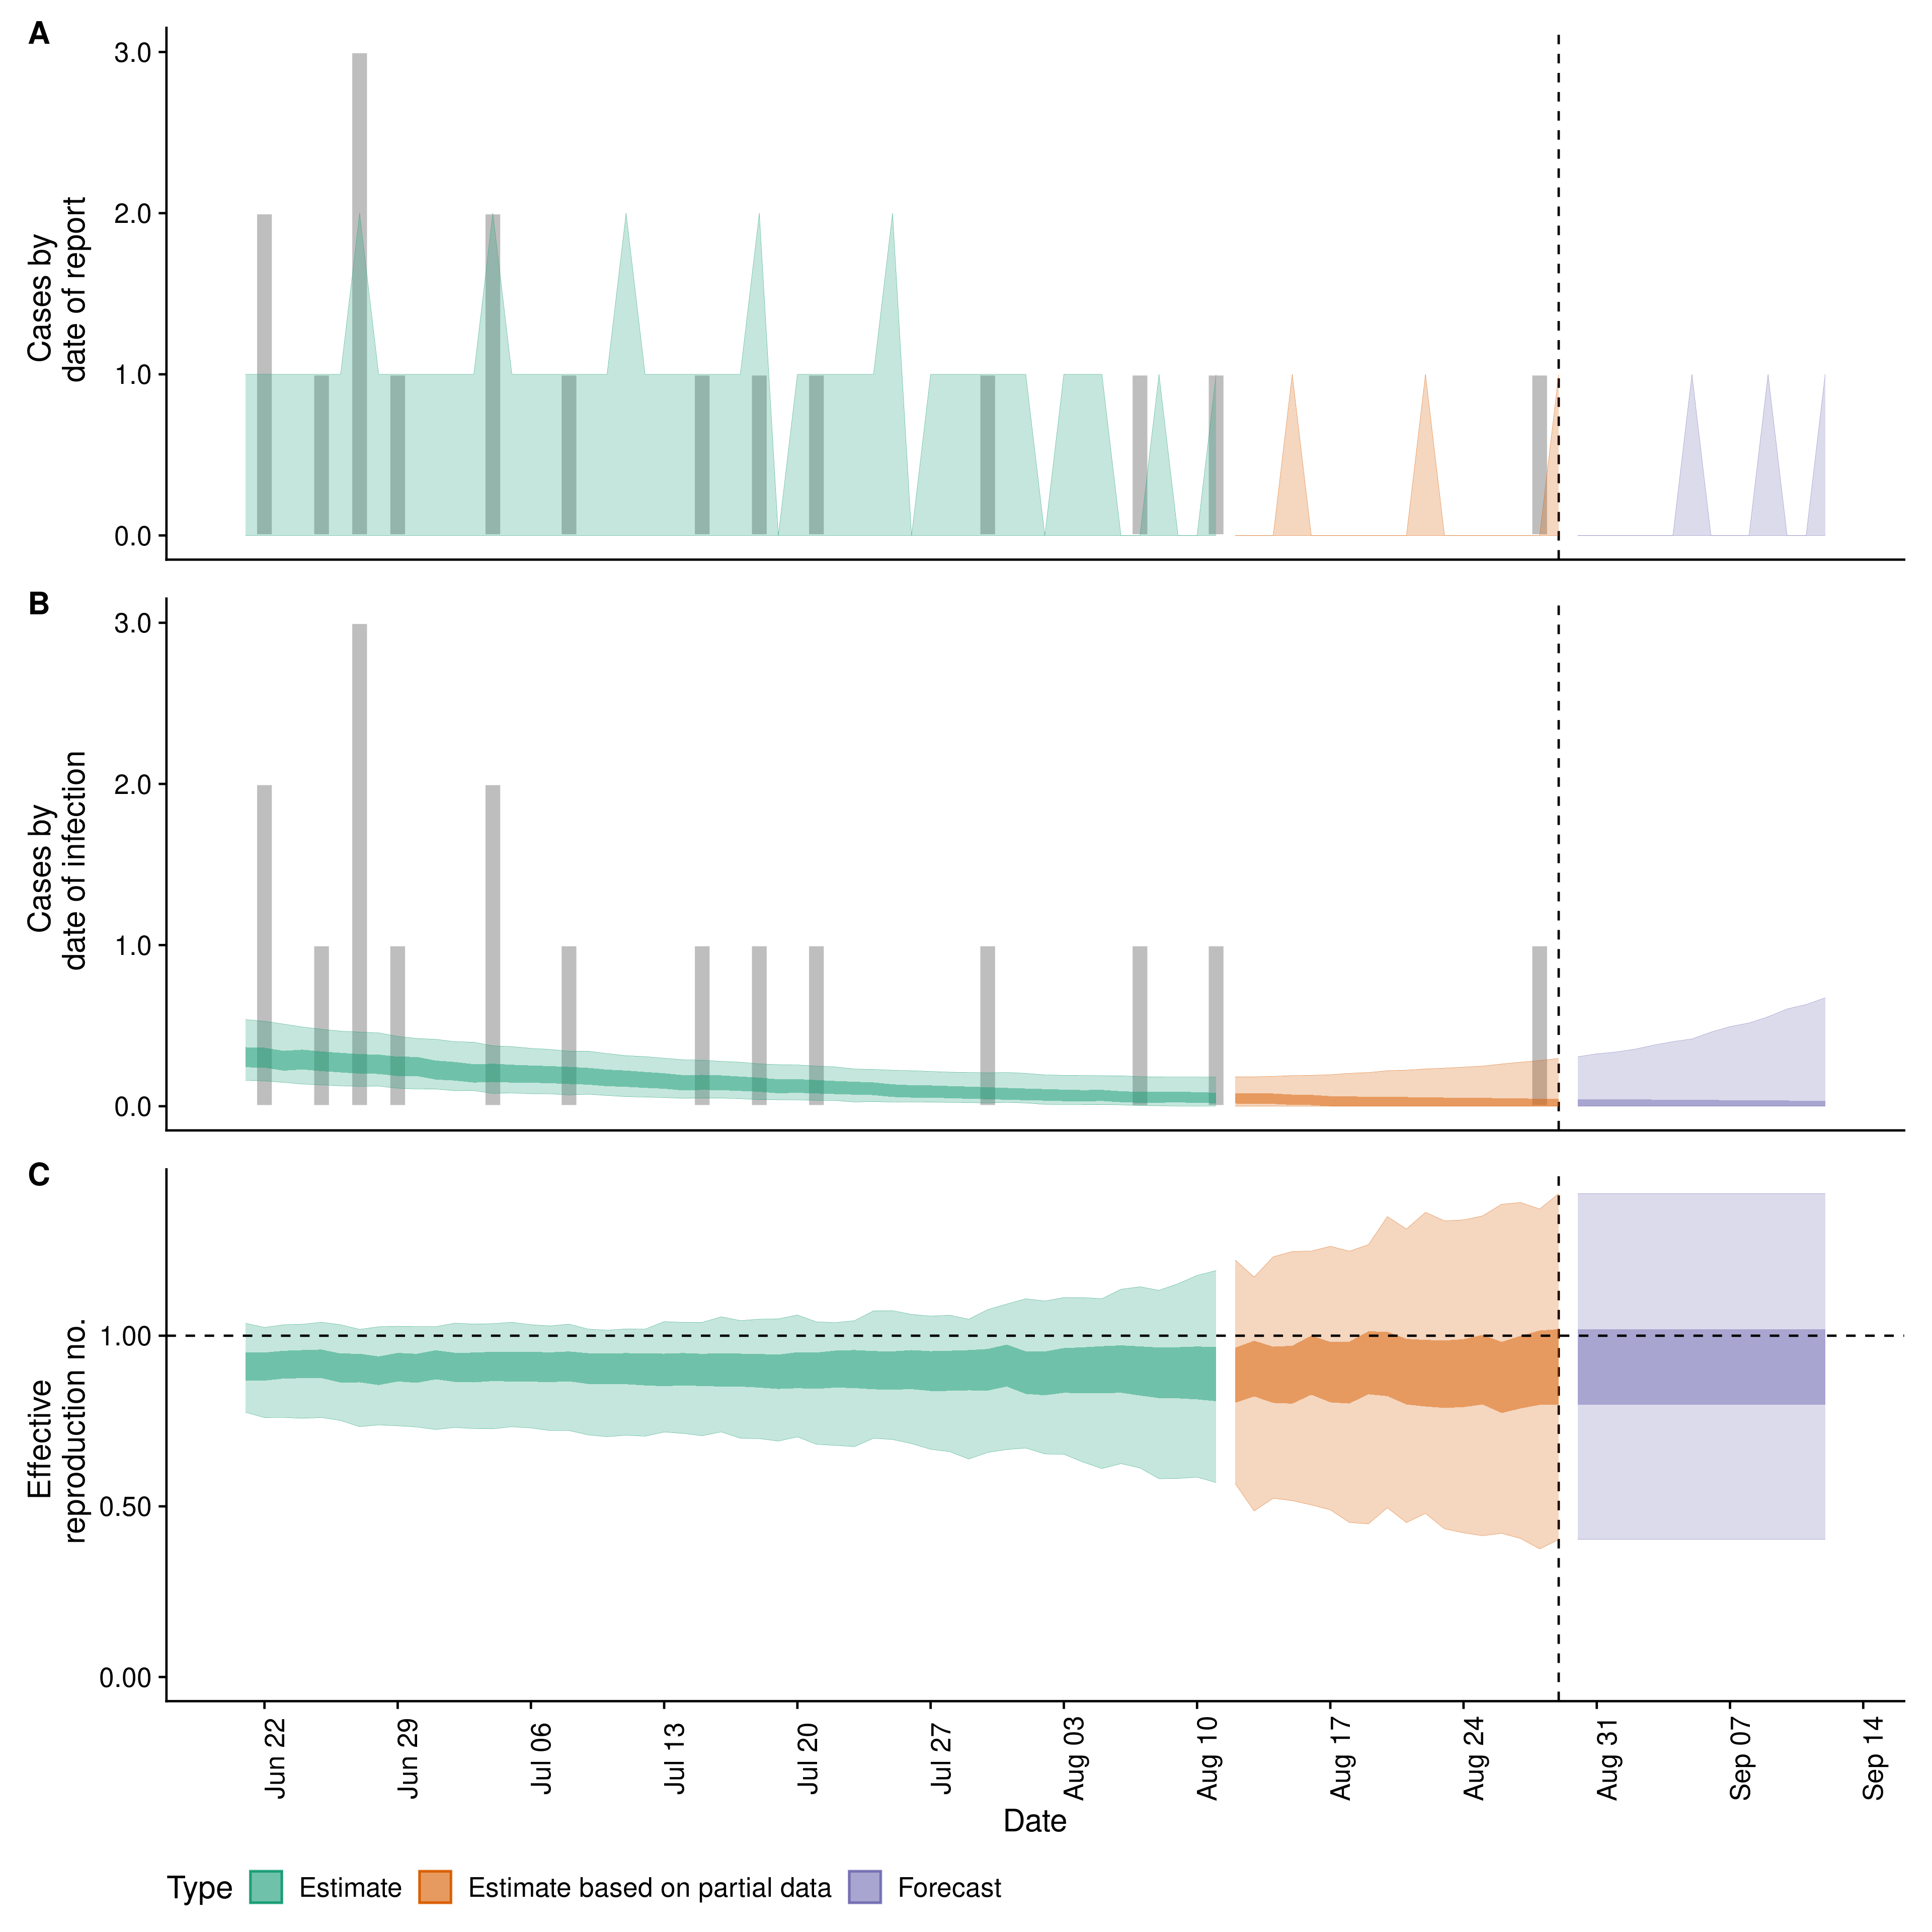 A
3.0
2.0
1.0
0.0
Cases by
date of report
B
3.0
2.0
1.0
0.0
Cases by
date of infection
C
1.00
0.50
0.00
Effective
reproduction no.
Jun 22
Jun 29
Jul 06
Jul 13
Jul 20
Jul 27
Aug 03
Aug 10
Aug 17
Aug 24
Aug 31
Sep 07
Sep 14
Date
Type Estimate Estimate based on partial data Forecast